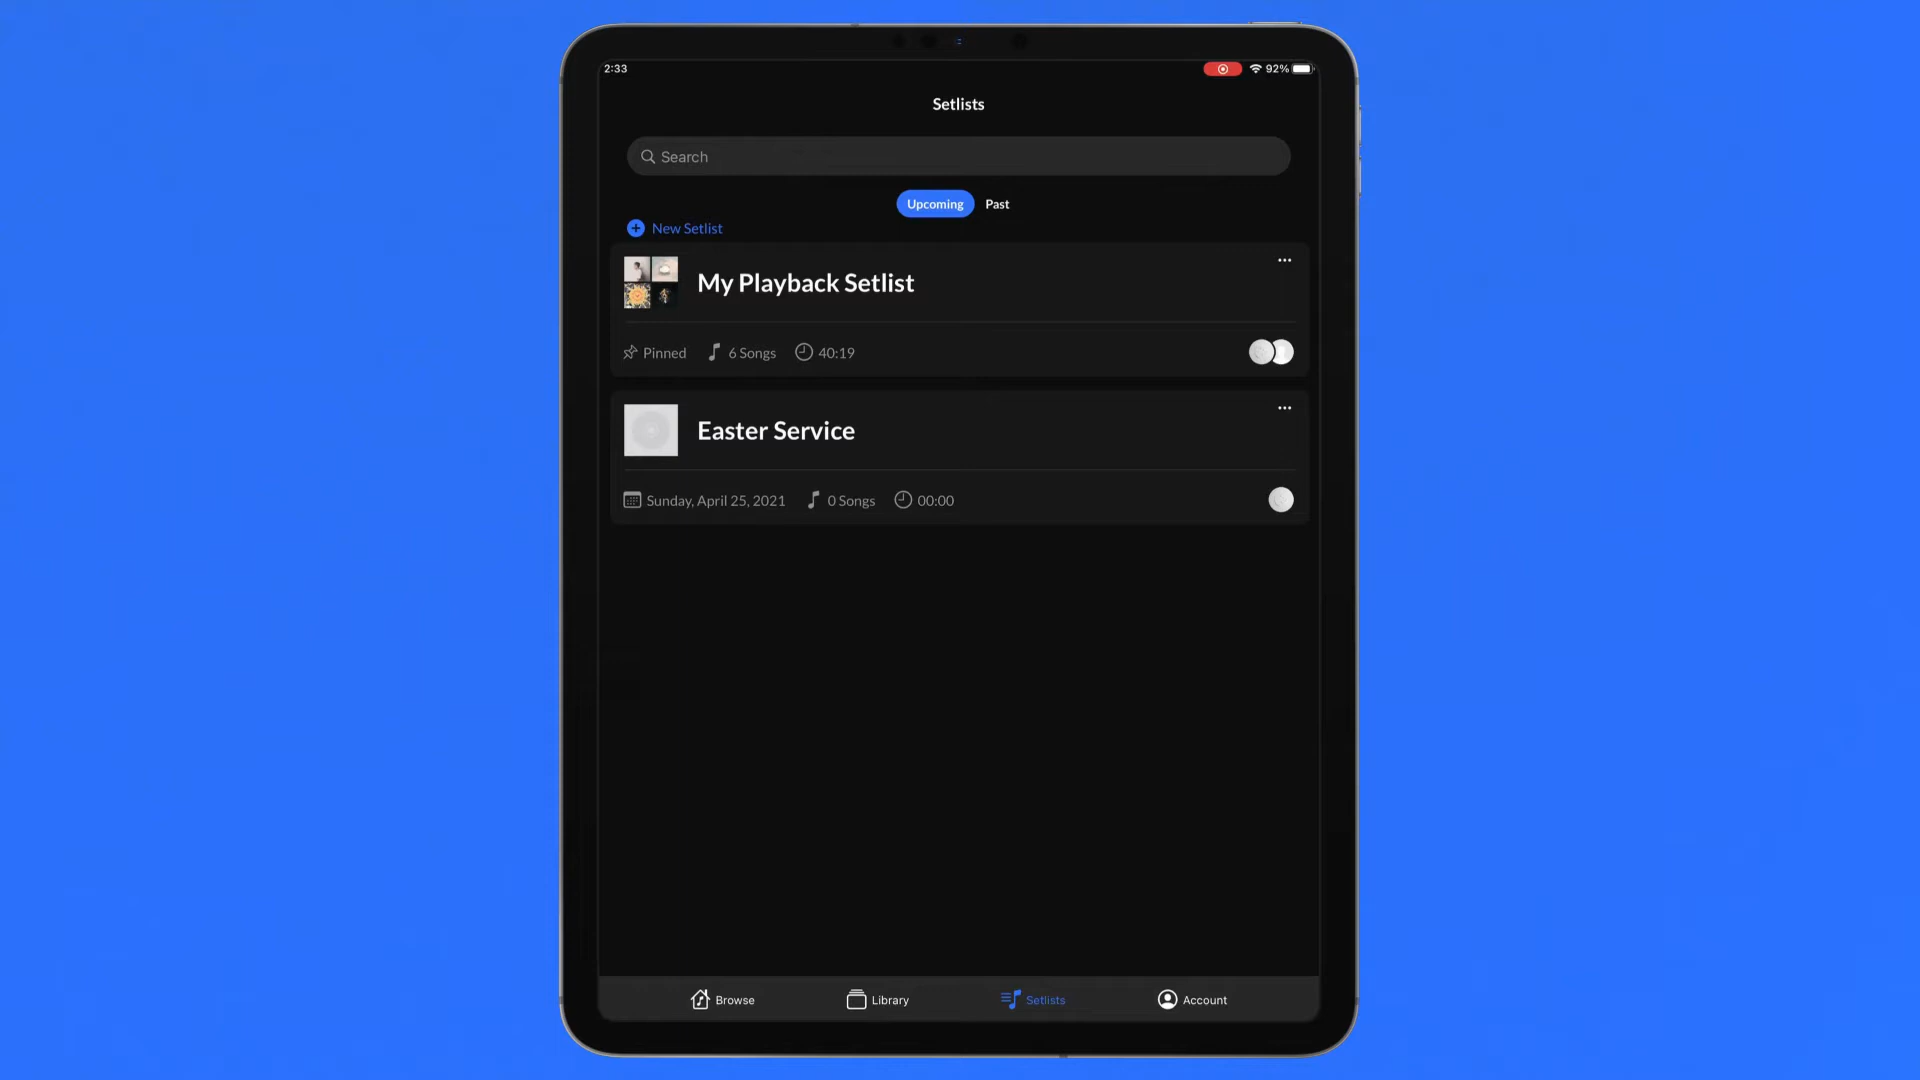 2:33
92%
Setlists
Search
Upcoming Past
New Setlist
My Playback Setlist
Pinned 6 Songs 40:19
Easter Service
Sunday, April 25, 2021 0 Songs 00:00
Browse Library Setlists Account